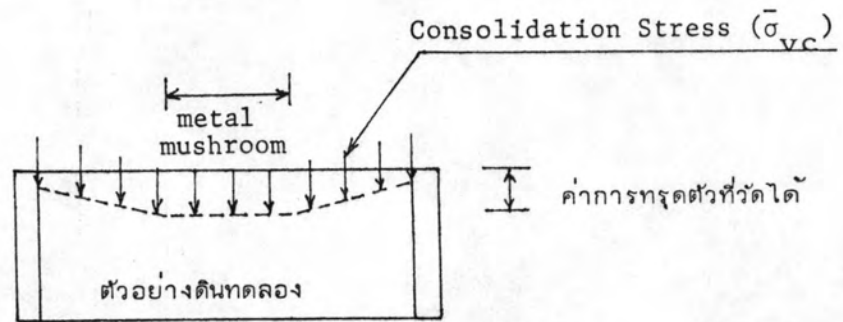 Consolidation Stress (σ̄vc)
metal
mushroom
ค่าการทรุดตัวที่วัดได้
ตัวอย่างดินทดลอง